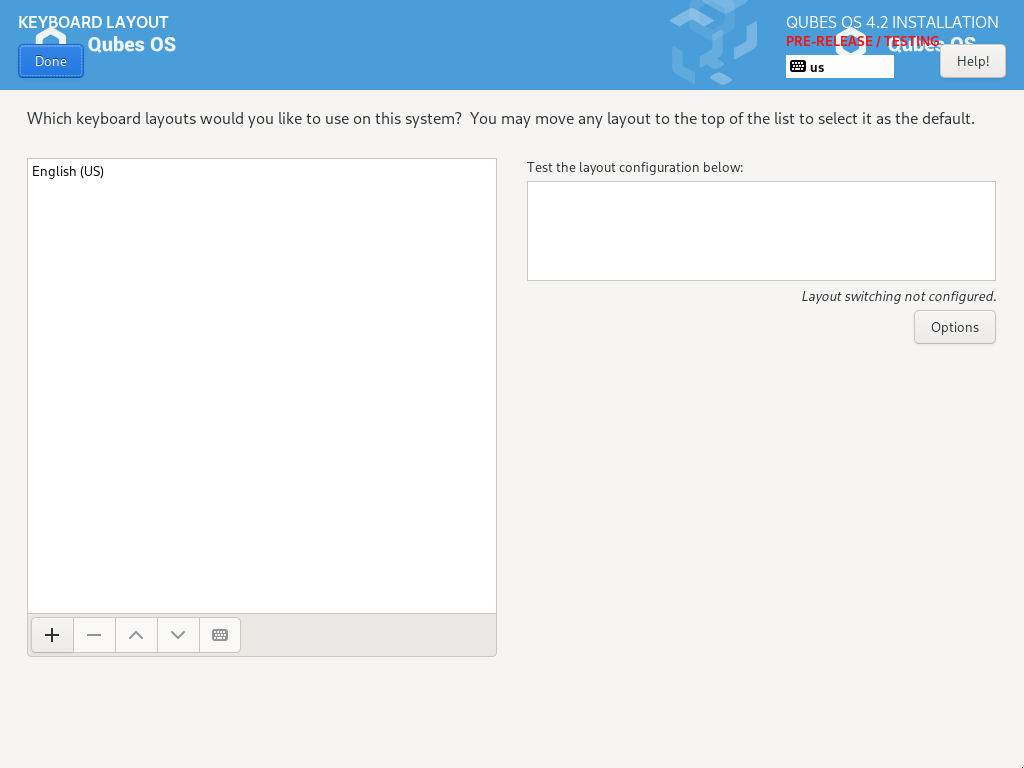 KEYBOARD LAYOUT
Qubes OS
Done
QUBES OS 4.2 INSTALLATION
PRE-RELEASE / TESTING
Qubes OS
us
Help!
Which keyboard layouts would you like to use on this system?  You may move any layout to the top of the list to select it as the default.
English (US)
Test the layout configuration below:
Layout switching not configured.
Options